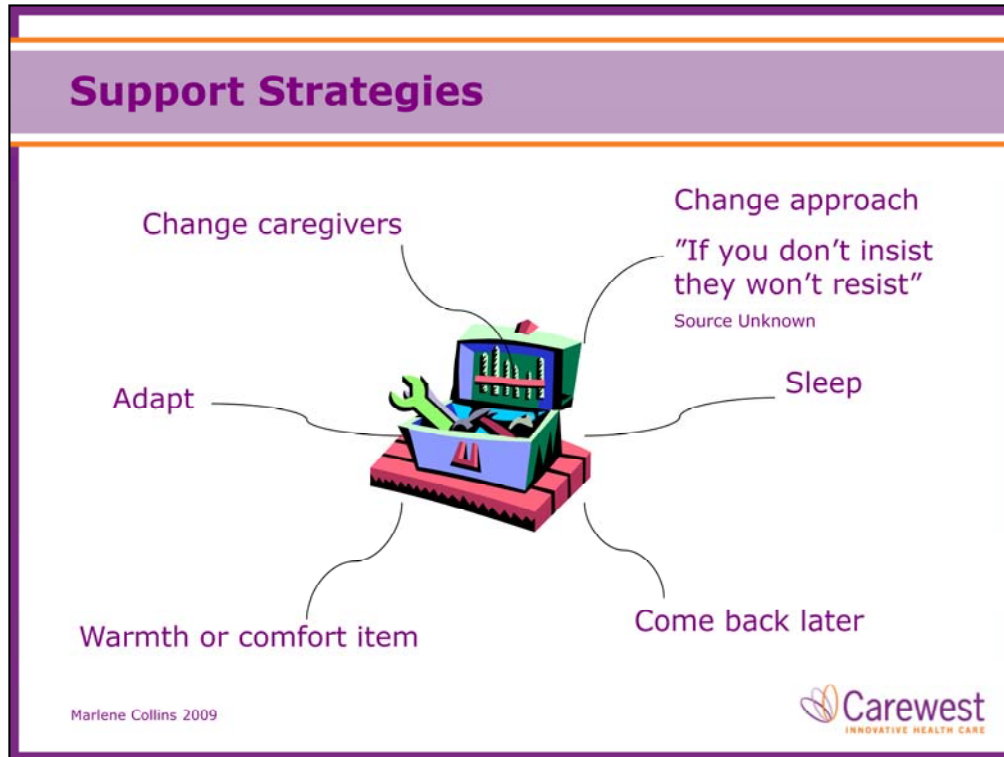 Support Strategies
Change caregivers
Change approach
”If you don’t insist
they won’t resist”
Source Unknown
Adapt
Sleep
Warmth or comfort item
Come back later
Marlene Collins 2009
Carewest
INNOVATIVE HEALTH CARE